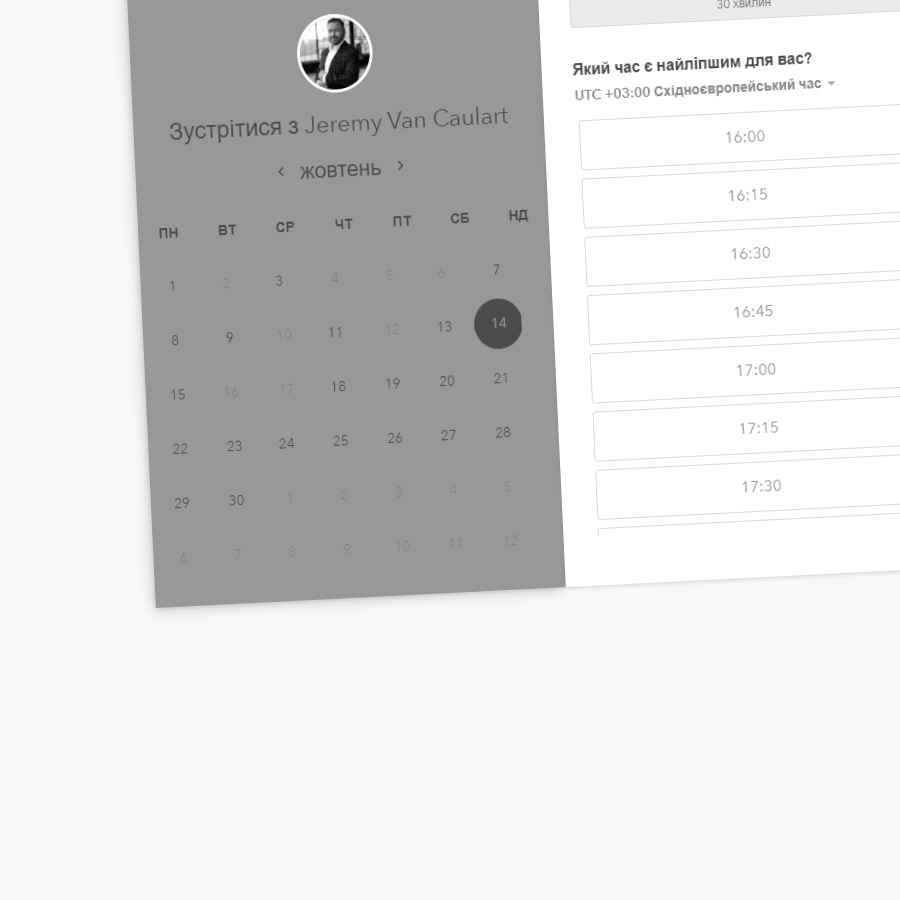 Зустрітися з Jeremy Van Caulart
‹ жовтень ›
ПН ВТ СР ЧТ ПТ СБ НД
1 2 3 4 5 6 7
8 9 10 11 12 13 14
15 16 17 18 19 20 21
22 23 24 25 26 27 28
29 30 1 2 3 4 5
6 7 8 9 10 11 12
30 хвилин
Який час є найліпшим для вас?
UTC +03:00 Східноєвропейський час
16:00
16:15
16:30
16:45
17:00
17:15
17:30